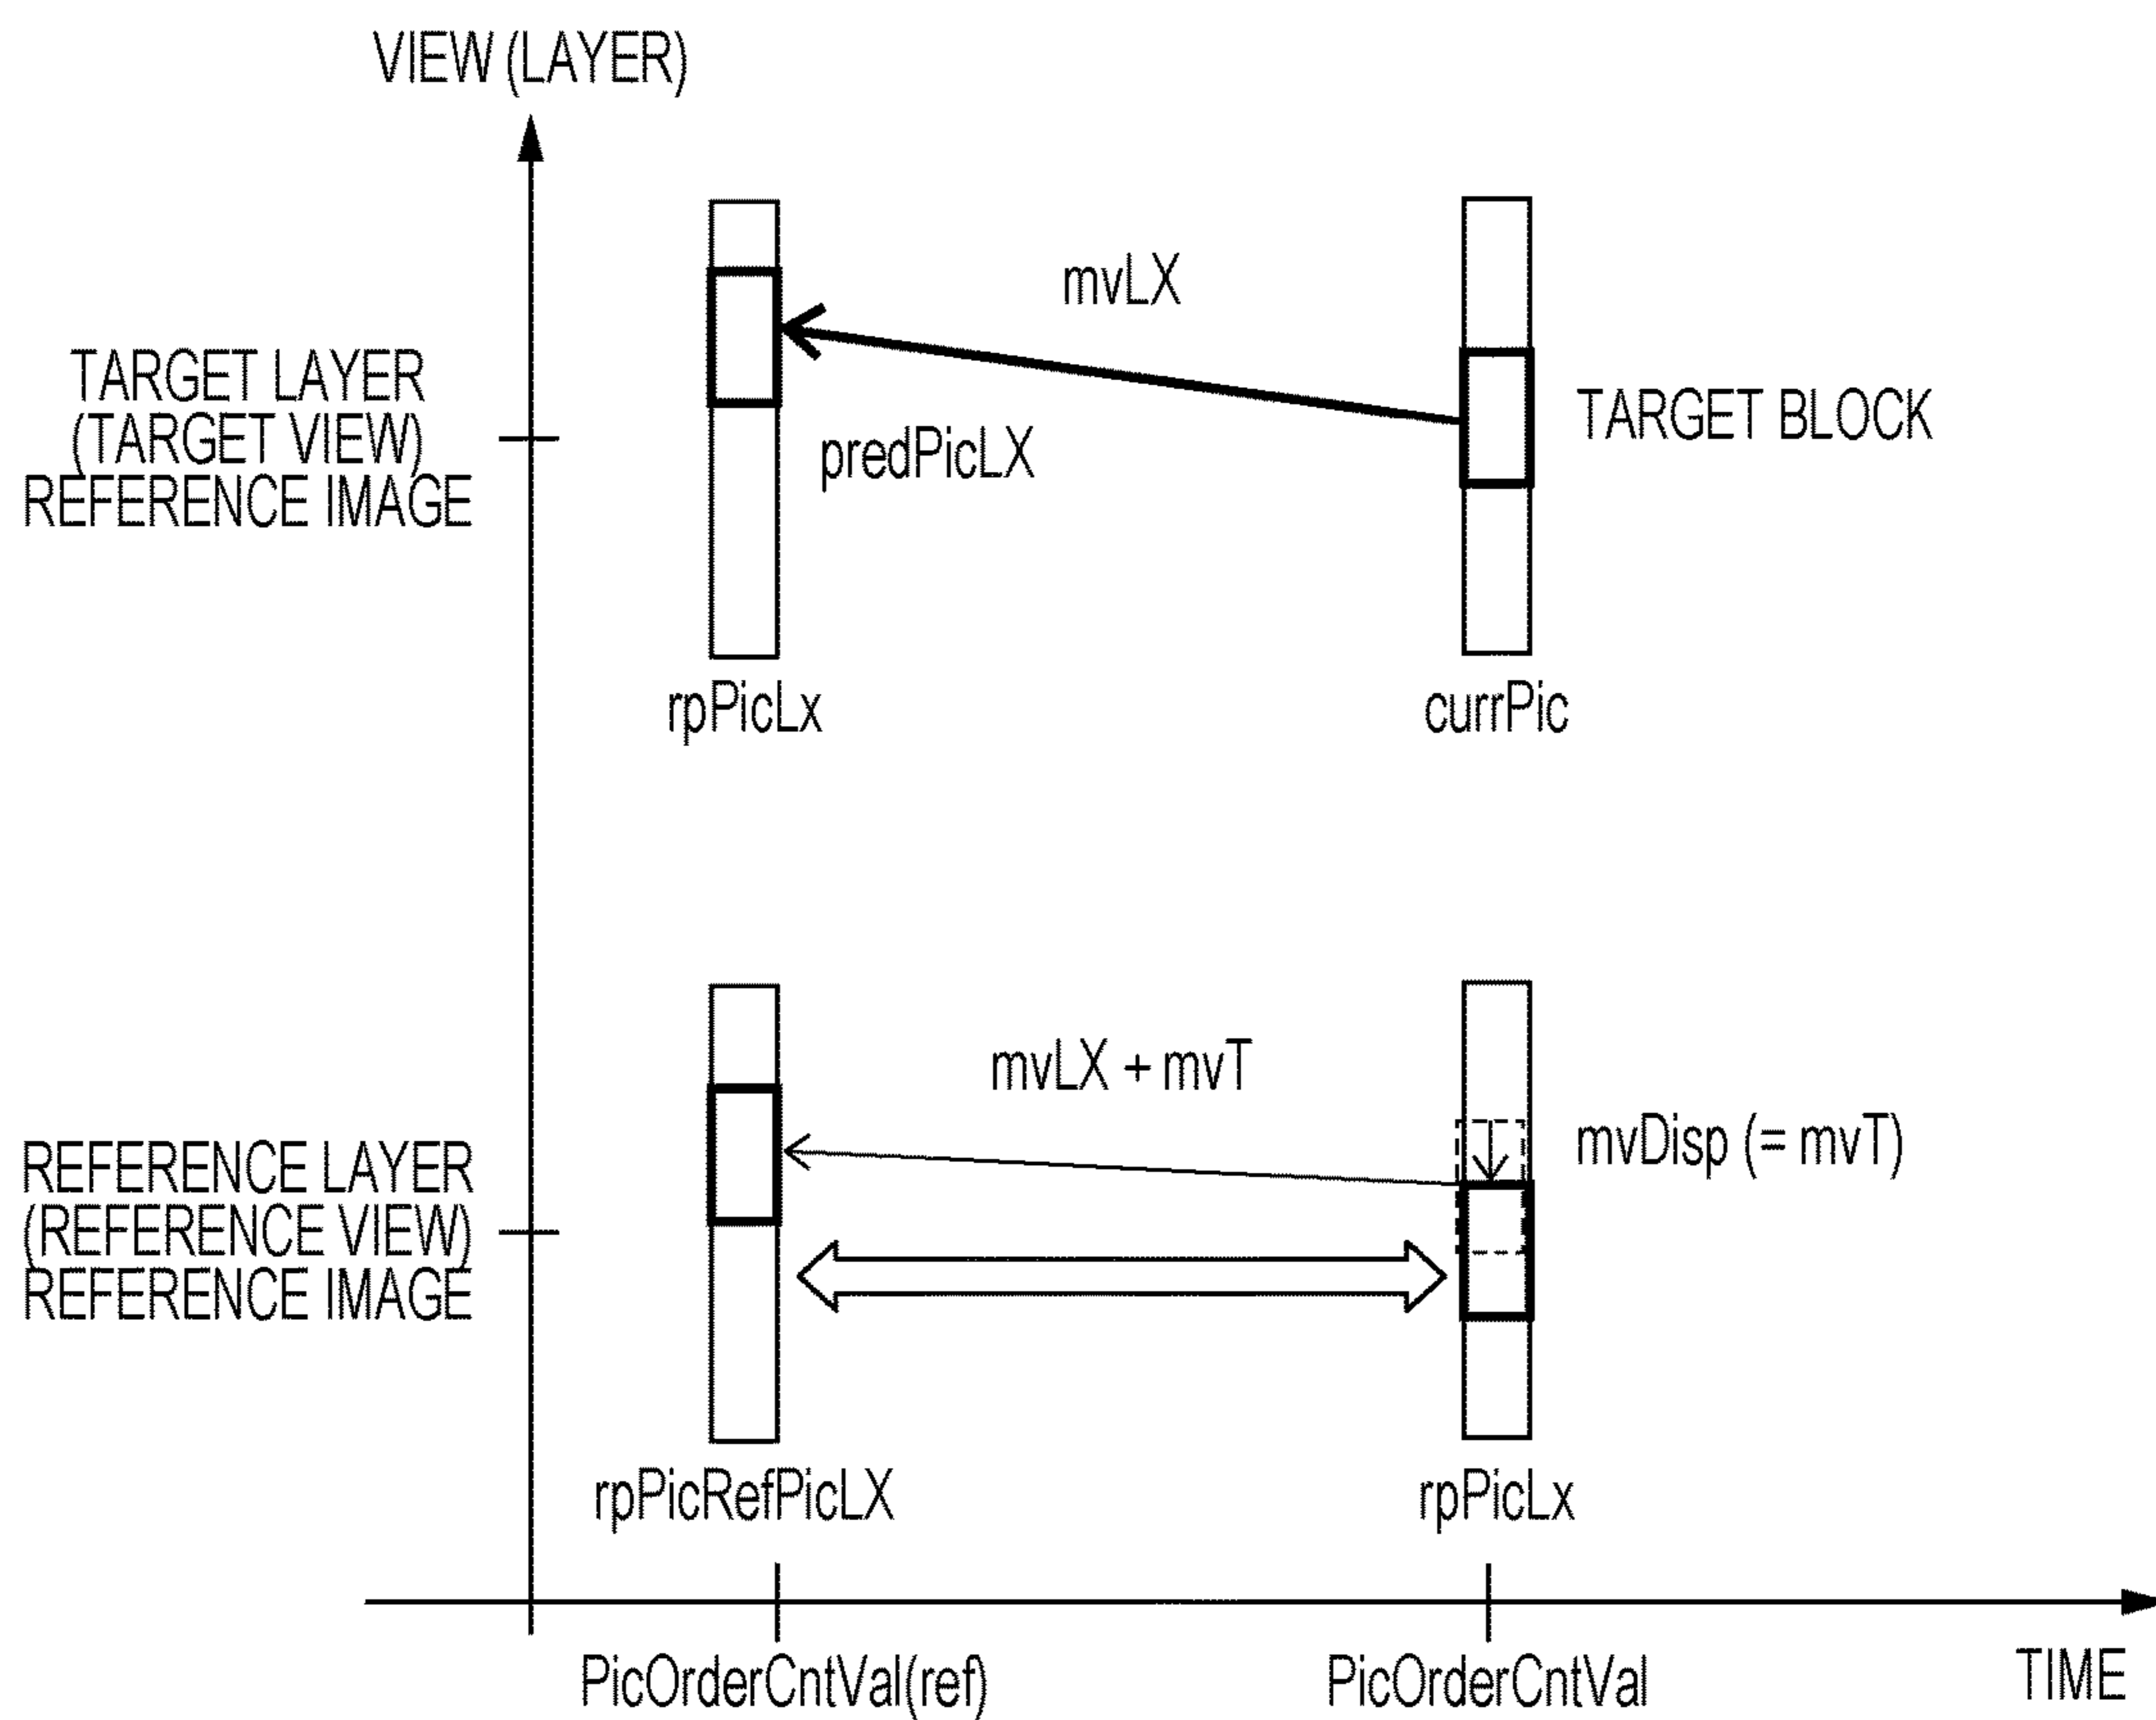 VIEW (LAYER)
mvLX
TARGET LAYER
(TARGET VIEW)
REFERENCE IMAGE
predPicLX
TARGET BLOCK
rpPicLx
currPic
mvLX + mvT
mvDisp (= mvT)
REFERENCE LAYER
(REFERENCE VIEW)
REFERENCE IMAGE
rpPicRefPicLX
rpPicLx
PicOrderCntVal(ref)
PicOrderCntVal
TIME